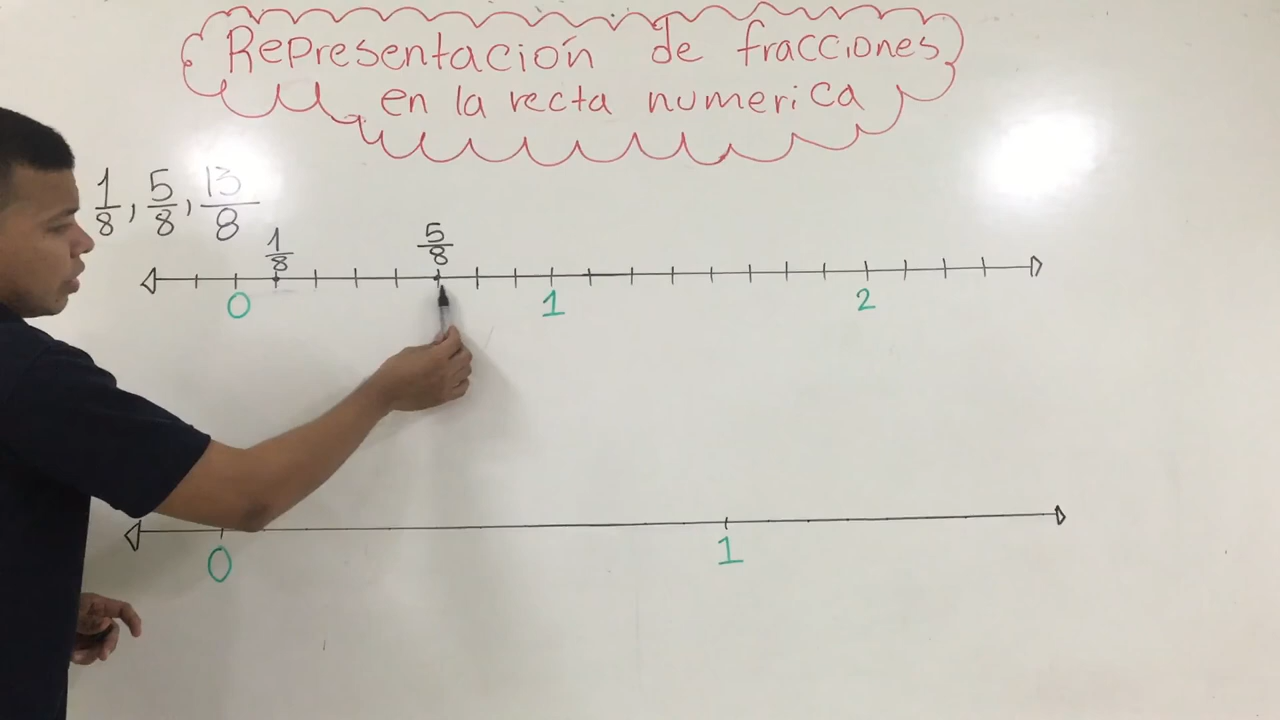 Representación de fracciones
en la recta numerica
1/8, 5/8, 13/8
1/8 5/8
0 1 2
0 1